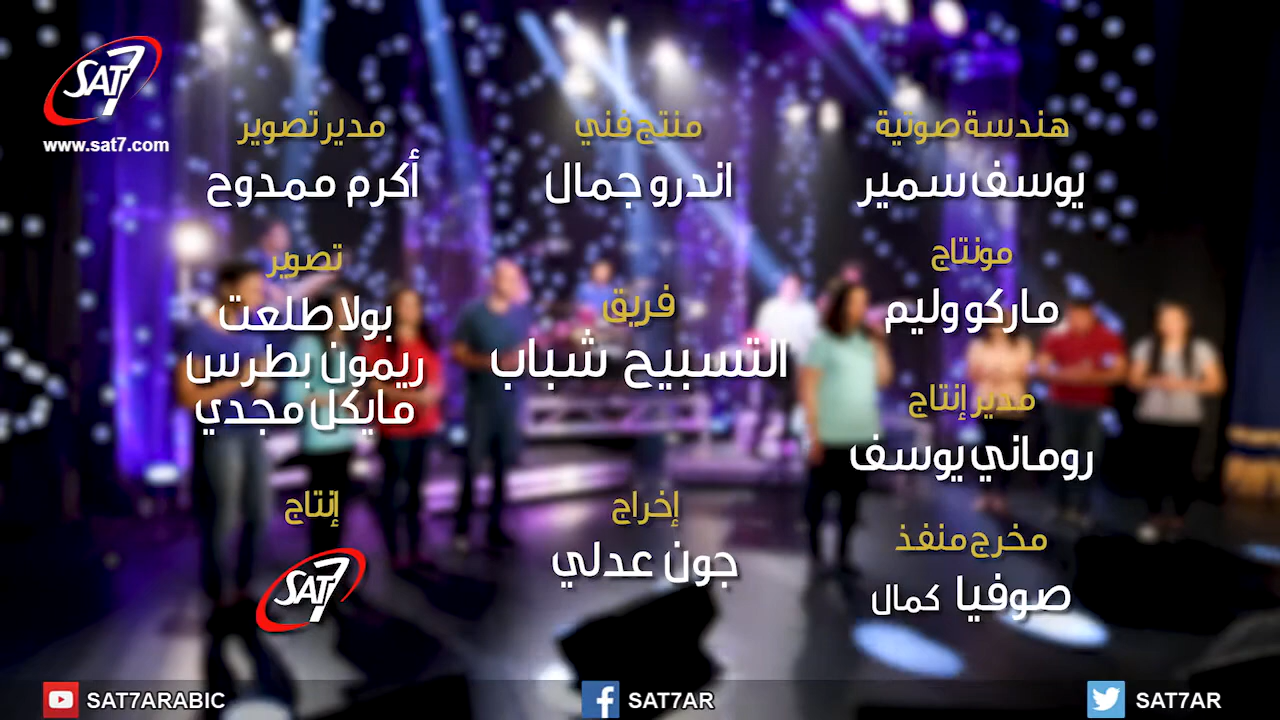 SAT7
www.sat7.com
هندسة صوتية
يوسف سمير
مونتاج
ماركو وليم
مدير إنتاج
روماني يوسف
مخرج منفذ
صوفيا كمال
منتج فني
اندرو جمال
فريق
التسبيح شباب
إخراج
جون عدلي
مدير تصوير
أكرم ممدوح
تصوير
بولا طلعت
ريمون بطرس
مايكل مجدي
إنتاج
SAT7
SAT7ARABIC
SAT7AR
SAT7AR